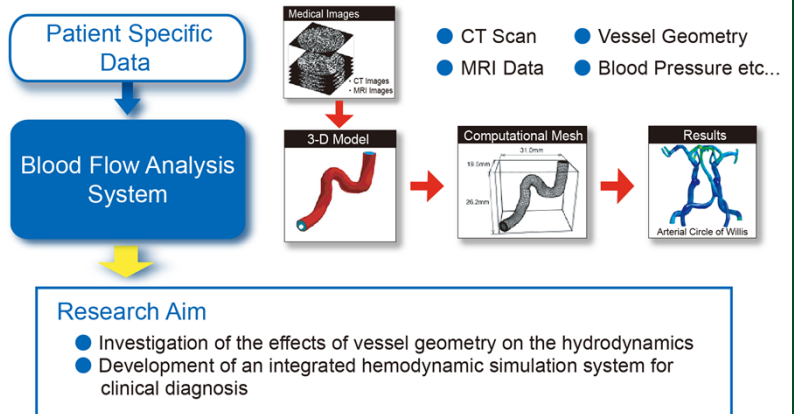 Patient Specific
Data
Medical Images
・CT Images
・MRI Images
CT Scan
Vessel Geometry
MRI Data
Blood Pressure etc...
Blood Flow Analysis
System
3-D Model
Computational Mesh
31.0mm
19.5mm
26.2mm
Results
Arterial Circle of Willis
Research Aim
Investigation of the effects of vessel geometry on the hydrodynamics
Development of an integrated hemodynamic simulation system for
clinical diagnosis